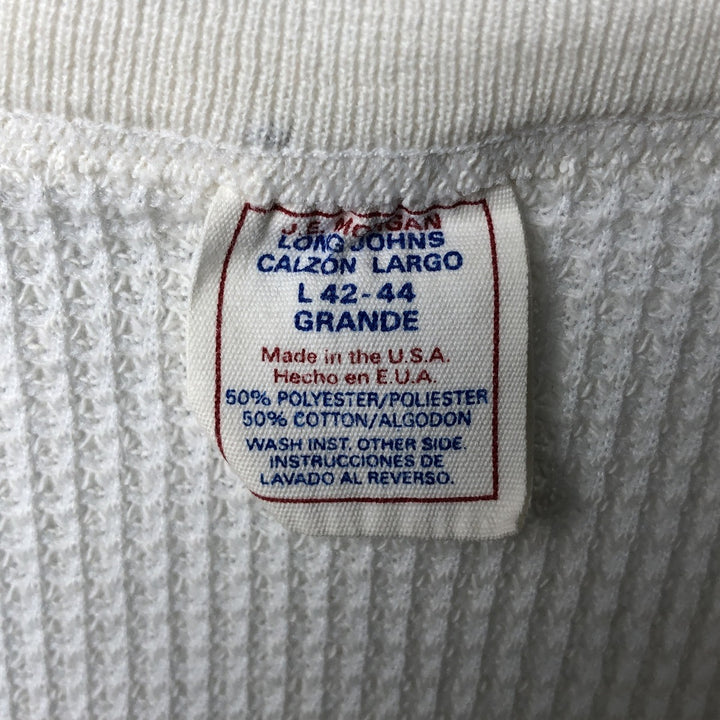 J.E. MORGAN
LONG JOHNS
CALZÓN LARGO
L 42-44
GRANDE
Made in the U.S.A.
Hecho en E.U.A.
50% POLYESTER/POLIESTER
50% COTTON/ALGODON
WASH INST. OTHER SIDE.
INSTRUCCIONES DE
LAVADO AL REVERSO.